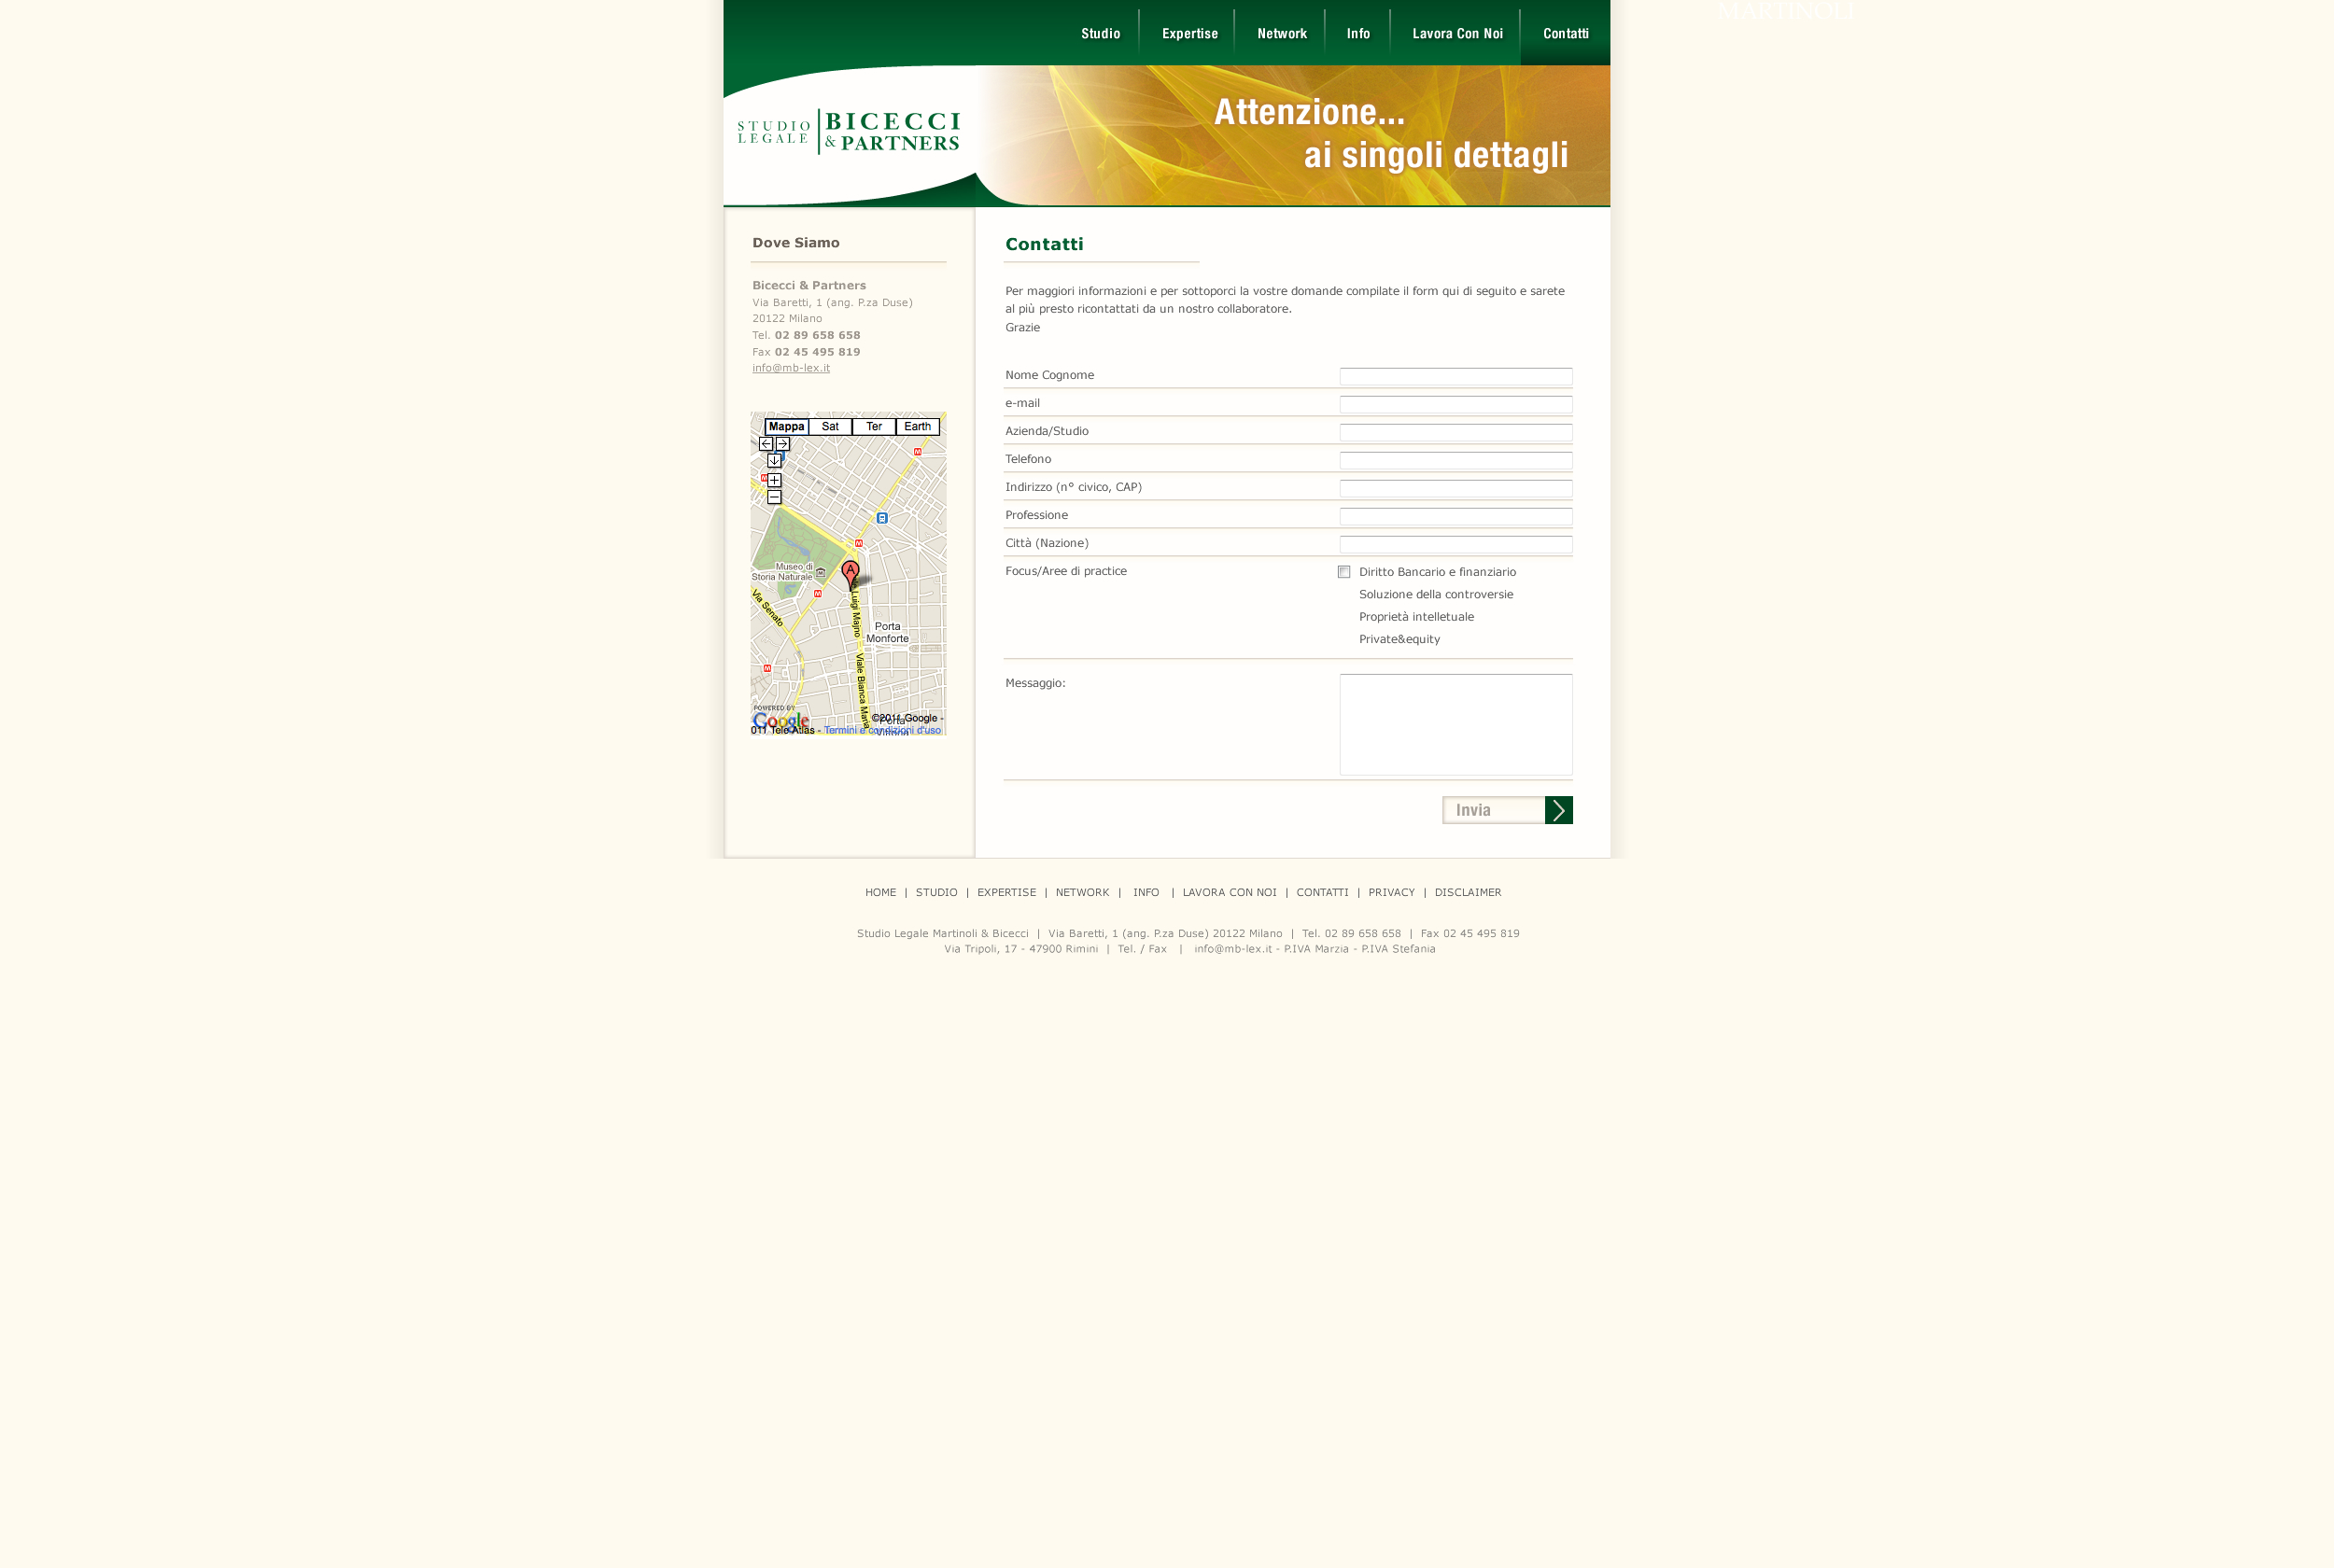 MARTINOLI
Studio
Expertise
Network
Info
Lavora Con Noi
Contatti
STUDIO LEGALE
BICECCI & PARTNERS
Attenzione...
ai singoli dettagli
Dove Siamo
Bicecci & Partners
Via Baretti, 1 (ang. P.za Duse)
20122 Milano
Tel. 02 89 658 658
Fax 02 45 495 819
info@mb-lex.it
Mappa
Sat
Ter
Earth
Museo di
Storia Naturale
A
Via Senato
Luigi Majno
Porta
Monforte
Viale Bianca Maria
POWERED BY
Google
©2011 Google -
011 Tele Atlas - Termini e condizioni d'uso
Porta
Contatti
Per maggiori informazioni e per sottoporci la vostre domande compilate il form qui di seguito e sarete
al più presto ricontattati da un nostro collaboratore.
Grazie
Nome Cognome
e-mail
Azienda/Studio
Telefono
Indirizzo (n° civico, CAP)
Professione
Città (Nazione)
Focus/Aree di practice
Diritto Bancario e finanziario
Soluzione della controversie
Proprietà intelletuale
Private&equity
Messaggio:
Invia
HOME | STUDIO | EXPERTISE | NETWORK | INFO | LAVORA CON NOI | CONTATTI | PRIVACY | DISCLAIMER
Studio Legale Martinoli & Bicecci | Via Baretti, 1 (ang. P.za Duse) 20122 Milano | Tel. 02 89 658 658 | Fax 02 45 495 819
Via Tripoli, 17 - 47900 Rimini | Tel. / Fax | info@mb-lex.it - P.IVA Marzia - P.IVA Stefania